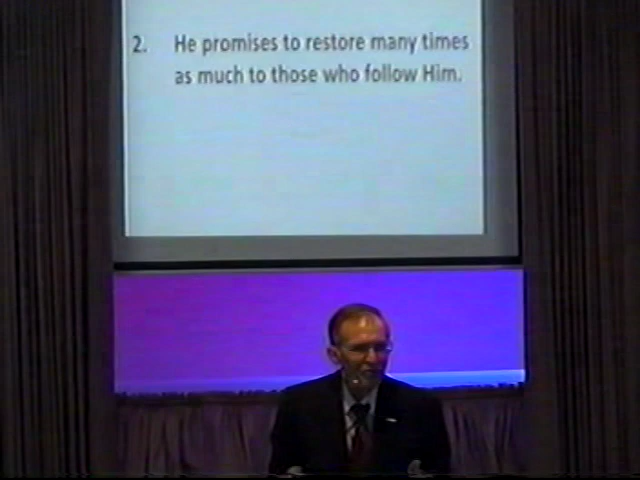 2. He promises to restore many times
as much to those who follow Him.